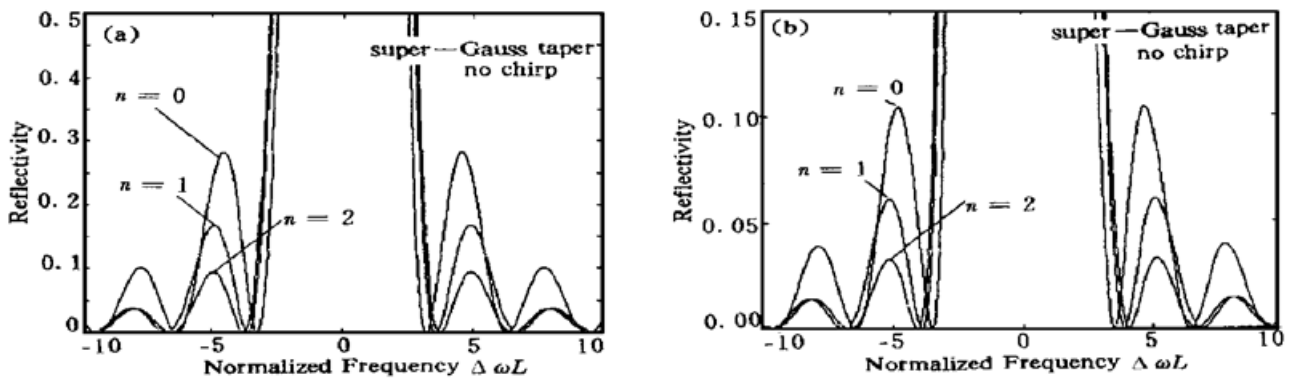 (a)
super—Gauss taper
no chirp
n = 0
n = 1
n = 2
Reflectivity
0.5
0.4
0.3
0.2
0.1
0
-10
-5
0
5
10
Normalized Frequency Δ ωL
(b)
super—Gauss taper
no chirp
n = 0
n = 1
n = 2
Reflectivity
0.15
0.10
0.05
0.00
-10
-5
0
5
10
Normalized Frequency Δ ωL